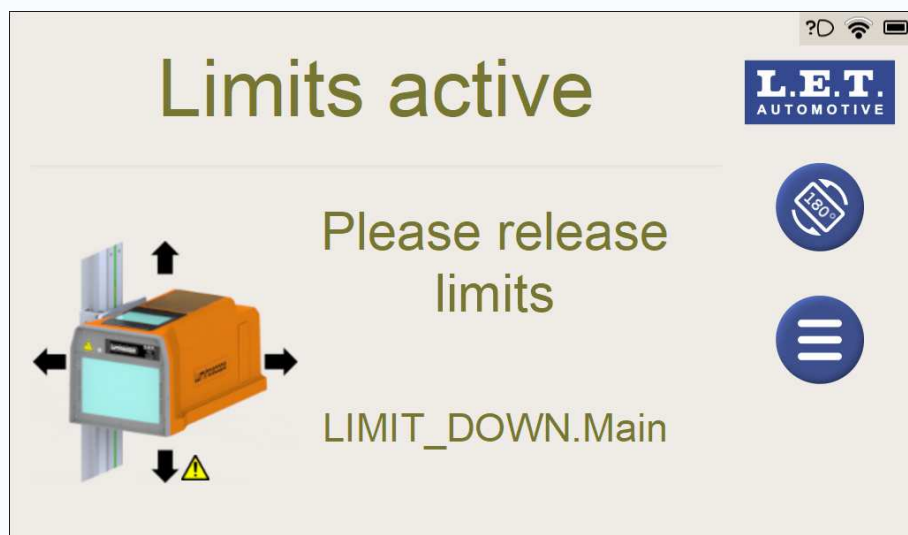 ?D
Limits active
L.E.T.
AUTOMOTIVE
180°
Please release
limits
LIMIT_DOWN.Main